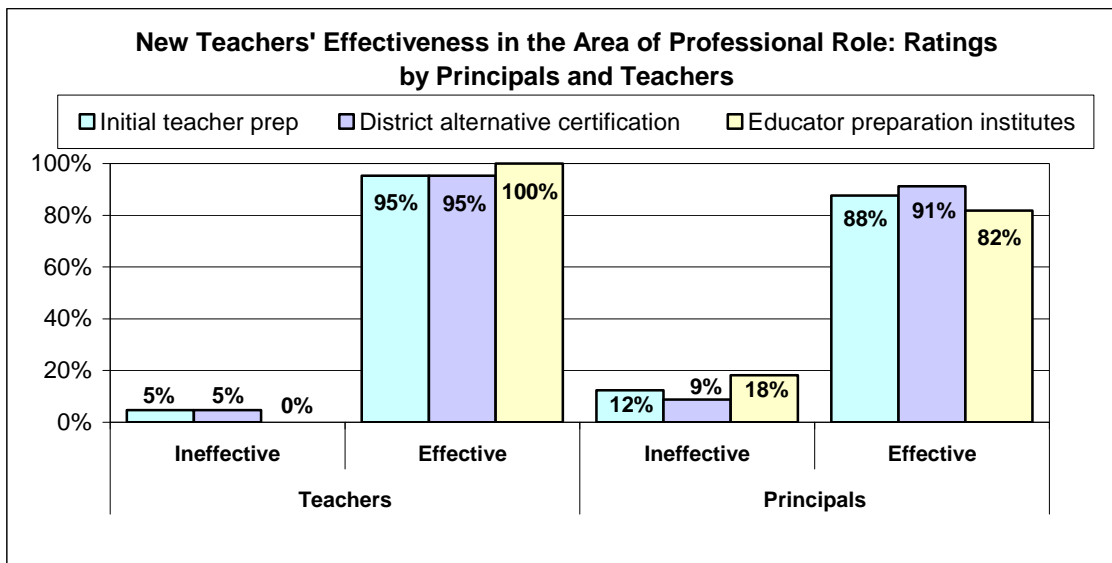 New Teachers' Effectiveness in the Area of Professional Role: Ratings
by Principals and Teachers
Initial teacher prep District alternative certification Educator preparation institutes
100%
80%
60%
40%
20%
0%
5% 5% 0%
95% 95% 100%
12% 9% 18%
88% 91% 82%
Ineffective Effective Ineffective Effective
Teachers Principals